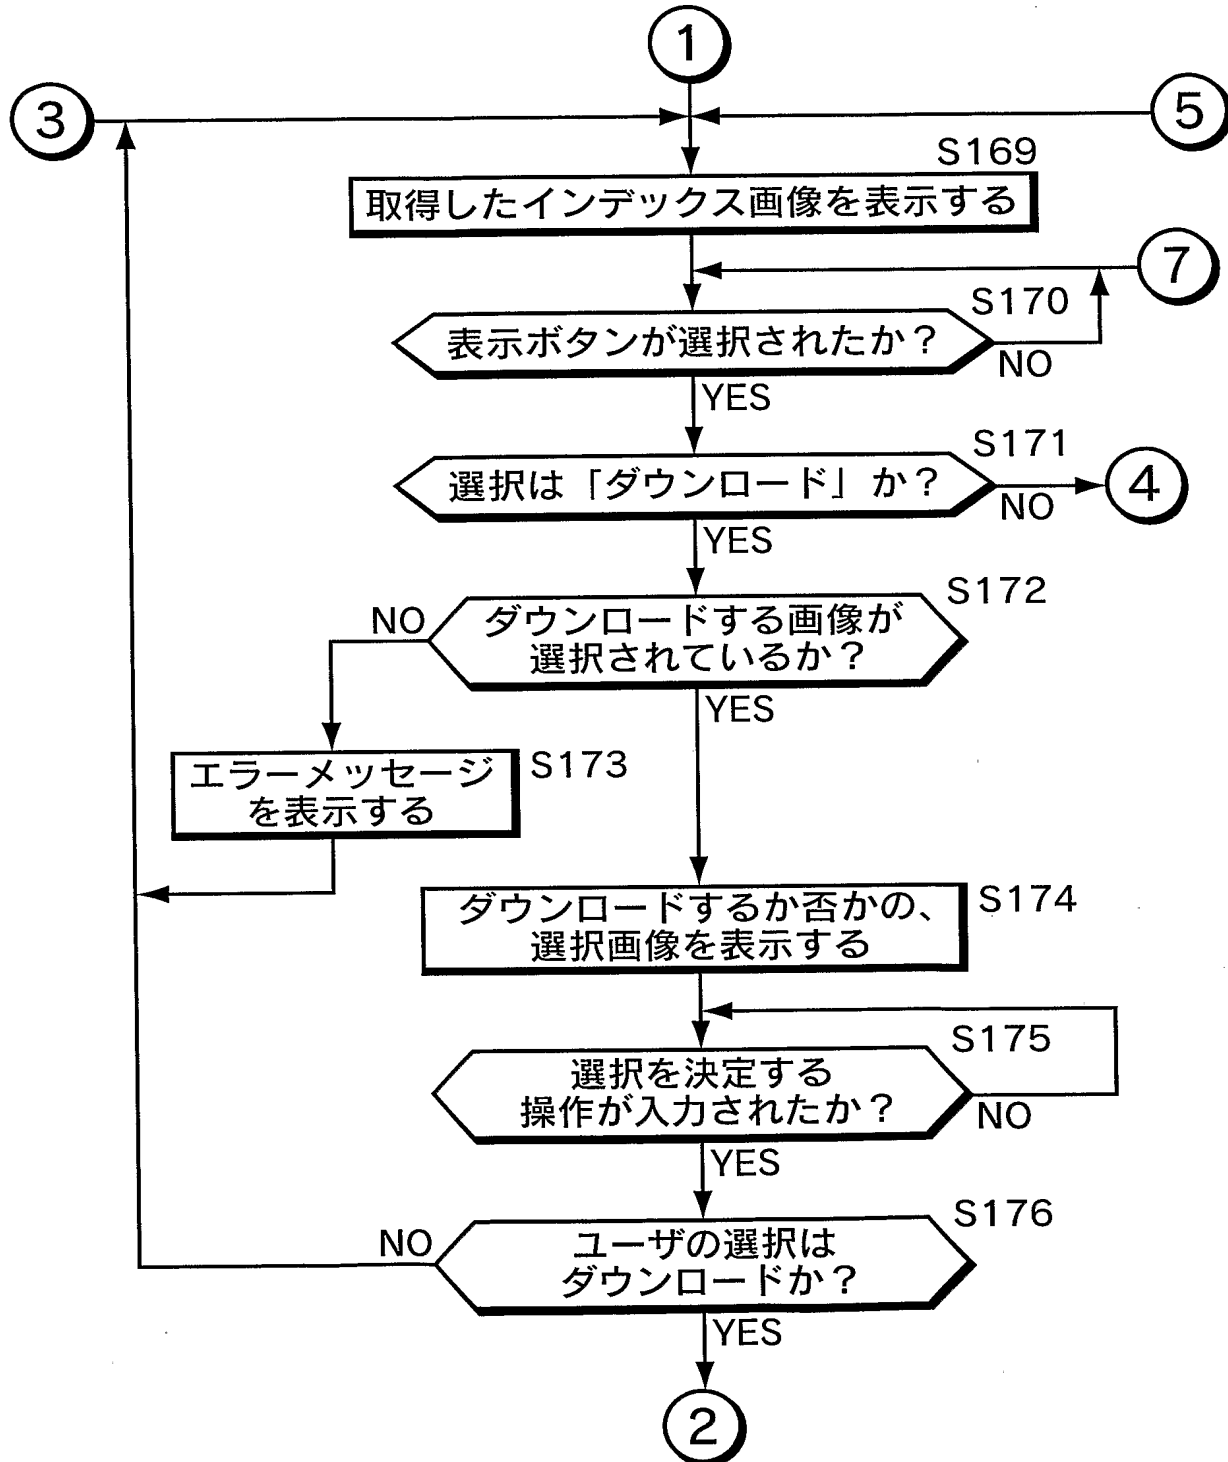 1
3
5
S169
取得したインデックス画像を表示する
7
S170
表示ボタンが選択されたか？
NO
YES
S171
選択は「ダウンロード」か？
4
NO
YES
S172
NO
ダウンロードする画像が
選択されているか？
YES
エラーメッセージ
を表示する
S173
ダウンロードするか否かの、
選択画像を表示する
S174
S175
選択を決定する
操作が入力されたか？
NO
YES
S176
NO
ユーザの選択は
ダウンロードか？
YES
2